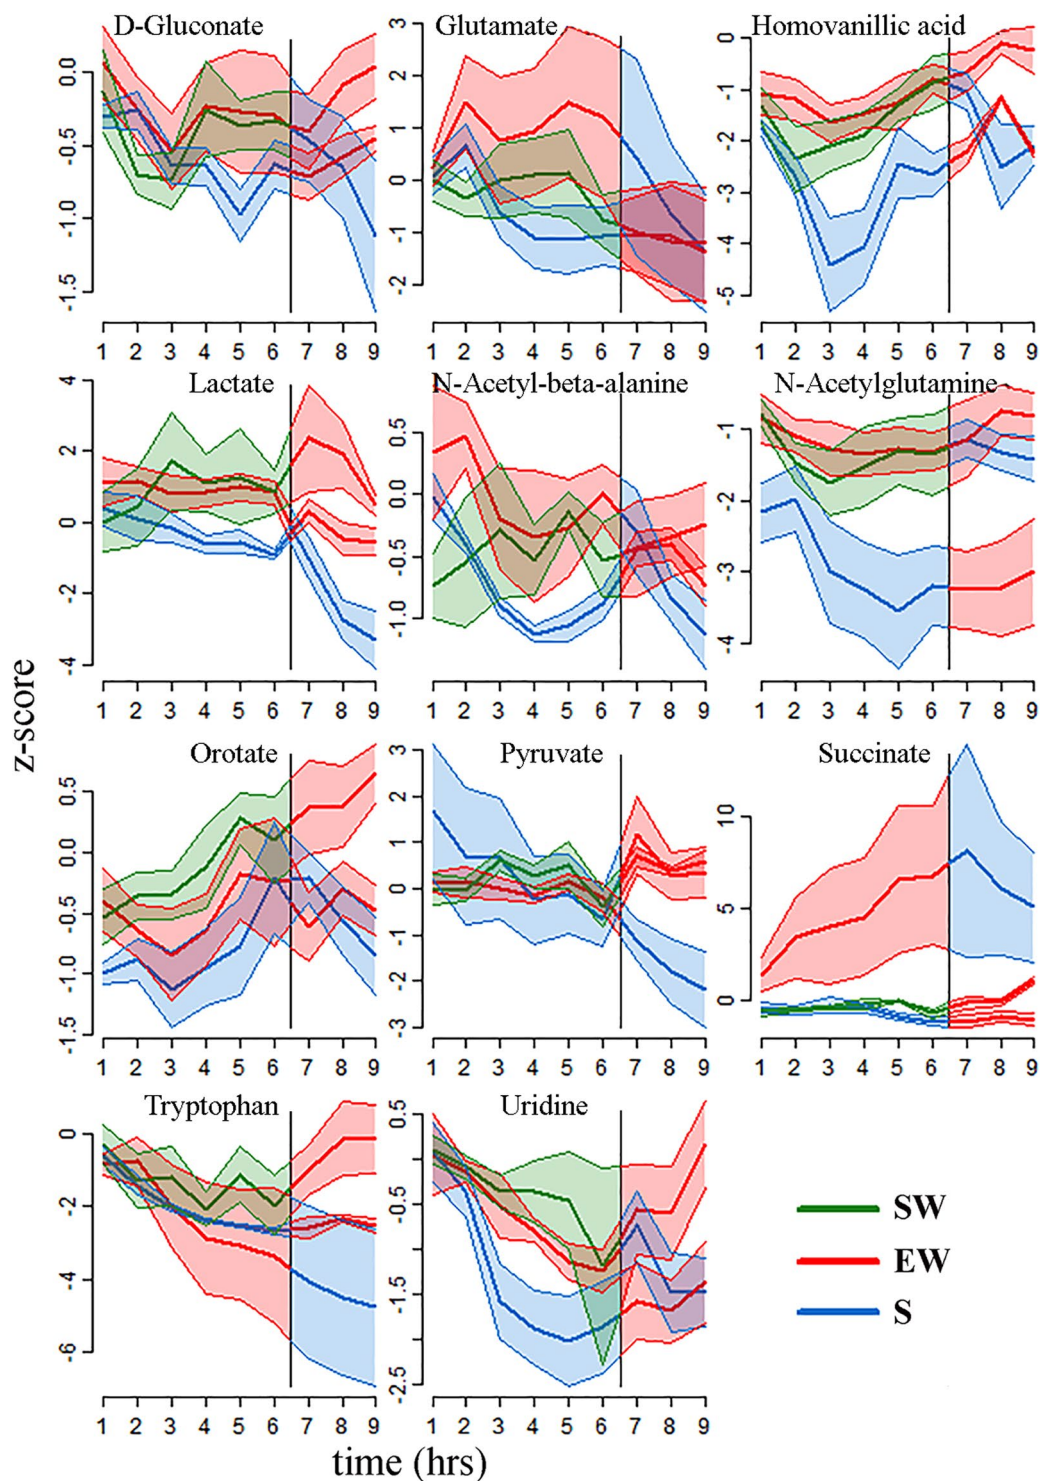 D-Gluconate
Glutamate
Homovanillic acid
0.0
-0.5
-1.0
-1.5
3
2
1
0
-1
-2
0
-1
-2
-3
-4
-5
1 2 3 4 5 6 7 8 9
1 2 3 4 5 6 7 8 9
1 2 3 4 5 6 7 8 9
Lactate
N-Acetyl-beta-alanine
N-Acetylglutamine
4
2
0
-2
-4
0.5
0.0
-0.5
-1.0
-1
-2
-3
-4
1 2 3 4 5 6 7 8 9
1 2 3 4 5 6 7 8 9
1 2 3 4 5 6 7 8 9
z-score
Orotate
Pyruvate
Succinate
0.5
0.0
-0.5
-1.0
-1.5
3
2
1
0
-1
-2
-3
10
5
0
1 2 3 4 5 6 7 8 9
1 2 3 4 5 6 7 8 9
1 2 3 4 5 6 7 8 9
Tryptophan
Uridine
0
-2
-4
-6
0.5
-0.5
-1.5
-2.5
1 2 3 4 5 6 7 8 9
1 2 3 4 5 6 7 8 9
SW
EW
S
time (hrs)